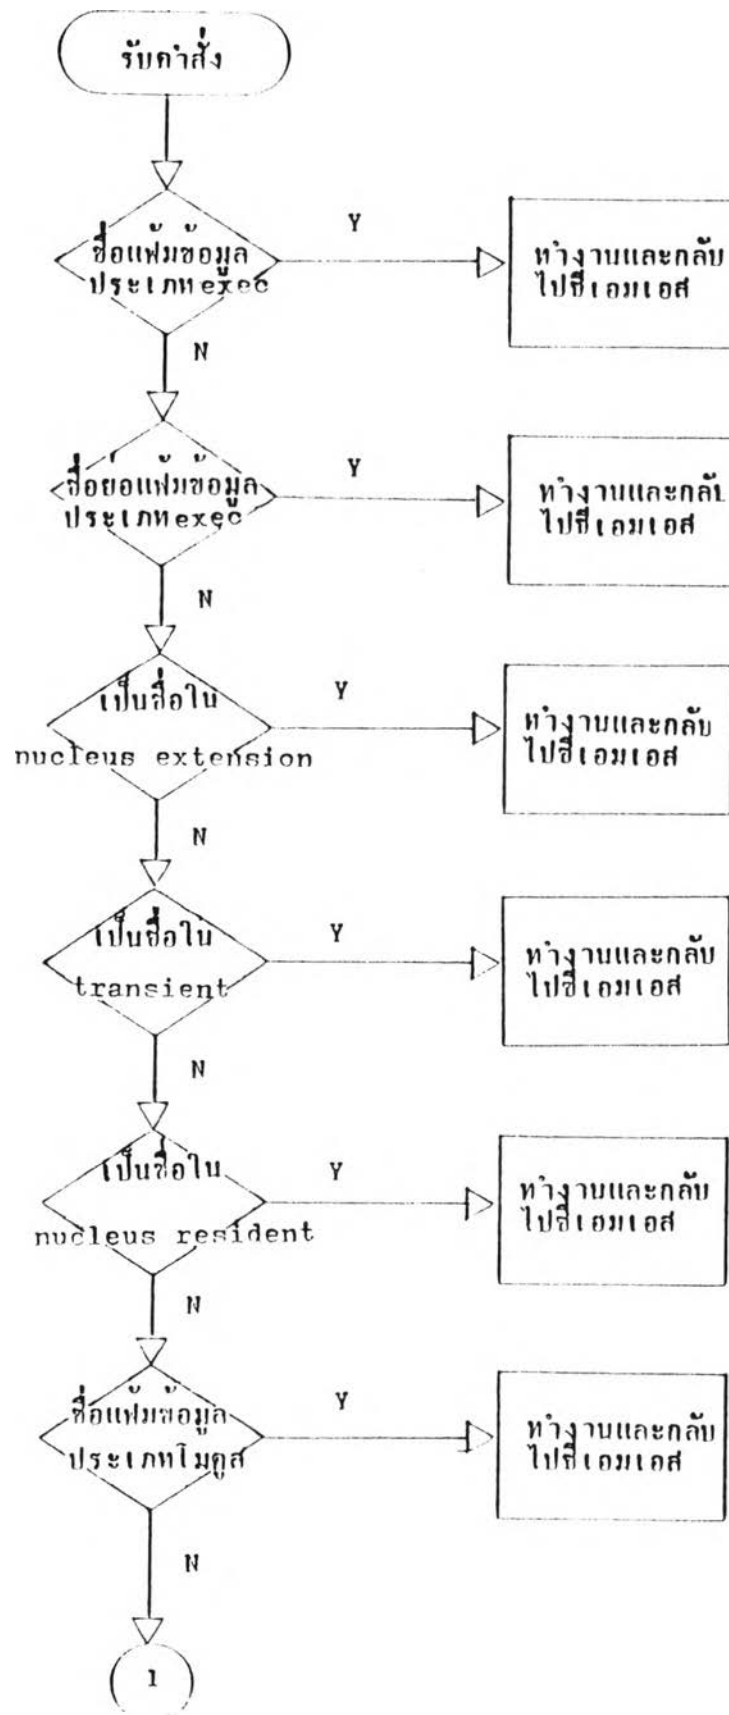 รับคำสั่ง
ชื่อแฟ้มข้อมูล
ประเภทexec
Y
ทำงานและกลับ
ไปซีเอมเอส
N
ชื่อย่อแฟ้มข้อมูล
ประเภทexec
Y
ทำงานและกลับ
ไปซีเอมเอส
N
เป็นชื่อใน
nucleus extension
Y
ทำงานและกลับ
ไปซีเอมเอส
N
เป็นชื่อใน
transient
Y
ทำงานและกลับ
ไปซีเอมเอส
N
เป็นชื่อใน
nucleus resident
Y
ทำงานและกลับ
ไปซีเอมเอส
N
ชื่อแฟ้มข้อมูล
ประเภทโมดูล
Y
ทำงานและกลับ
ไปซีเอมเอส
N
1